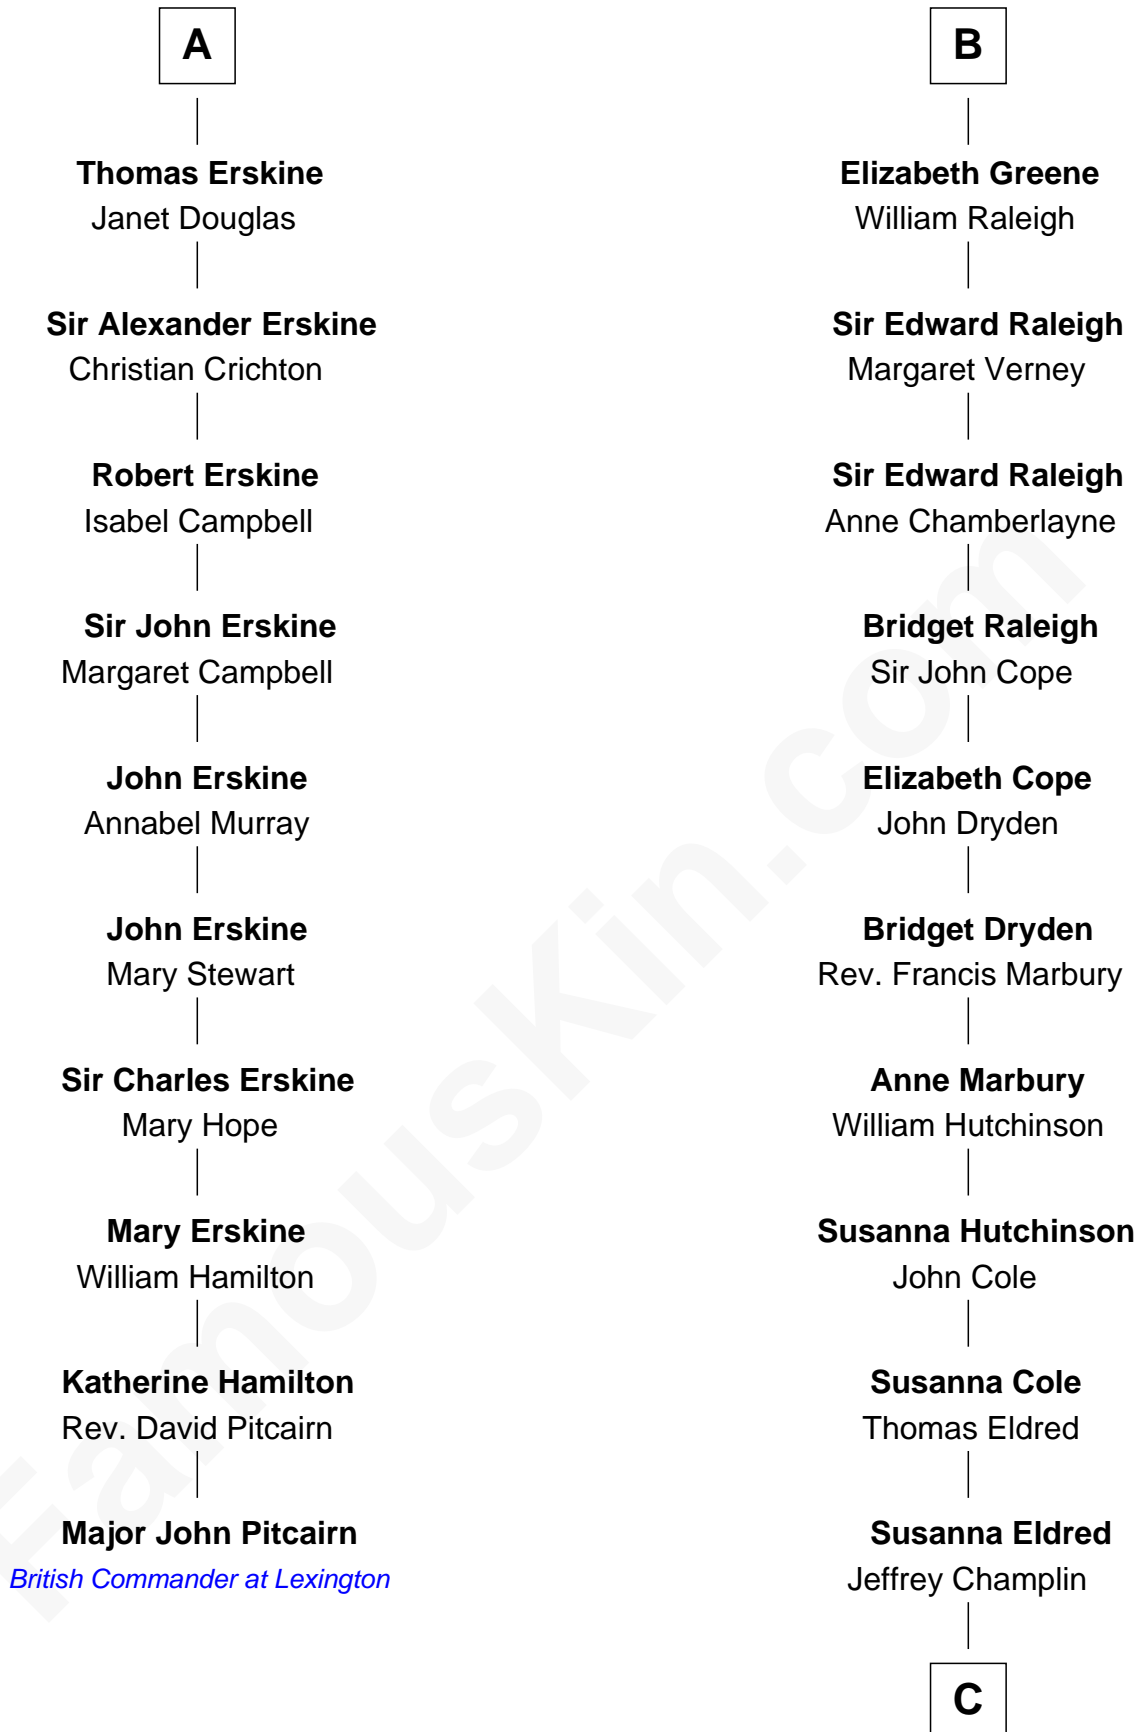 A
Thomas Erskine
Janet Douglas
Sir Alexander Erskine
Christian Crichton
Robert Erskine
Isabel Campbell
Sir John Erskine
Margaret Campbell
John Erskine
Annabel Murray
John Erskine
Mary Stewart
Sir Charles Erskine
Mary Hope
Mary Erskine
William Hamilton
Katherine Hamilton
Rev. David Pitcairn
Major John Pitcairn
British Commander at Lexington
B
Elizabeth Greene
William Raleigh
Sir Edward Raleigh
Margaret Verney
Sir Edward Raleigh
Anne Chamberlayne
Bridget Raleigh
Sir John Cope
Elizabeth Cope
John Dryden
Bridget Dryden
Rev. Francis Marbury
Anne Marbury
William Hutchinson
Susanna Hutchinson
John Cole
Susanna Cole
Thomas Eldred
Susanna Eldred
Jeffrey Champlin
C
FamousKin.com